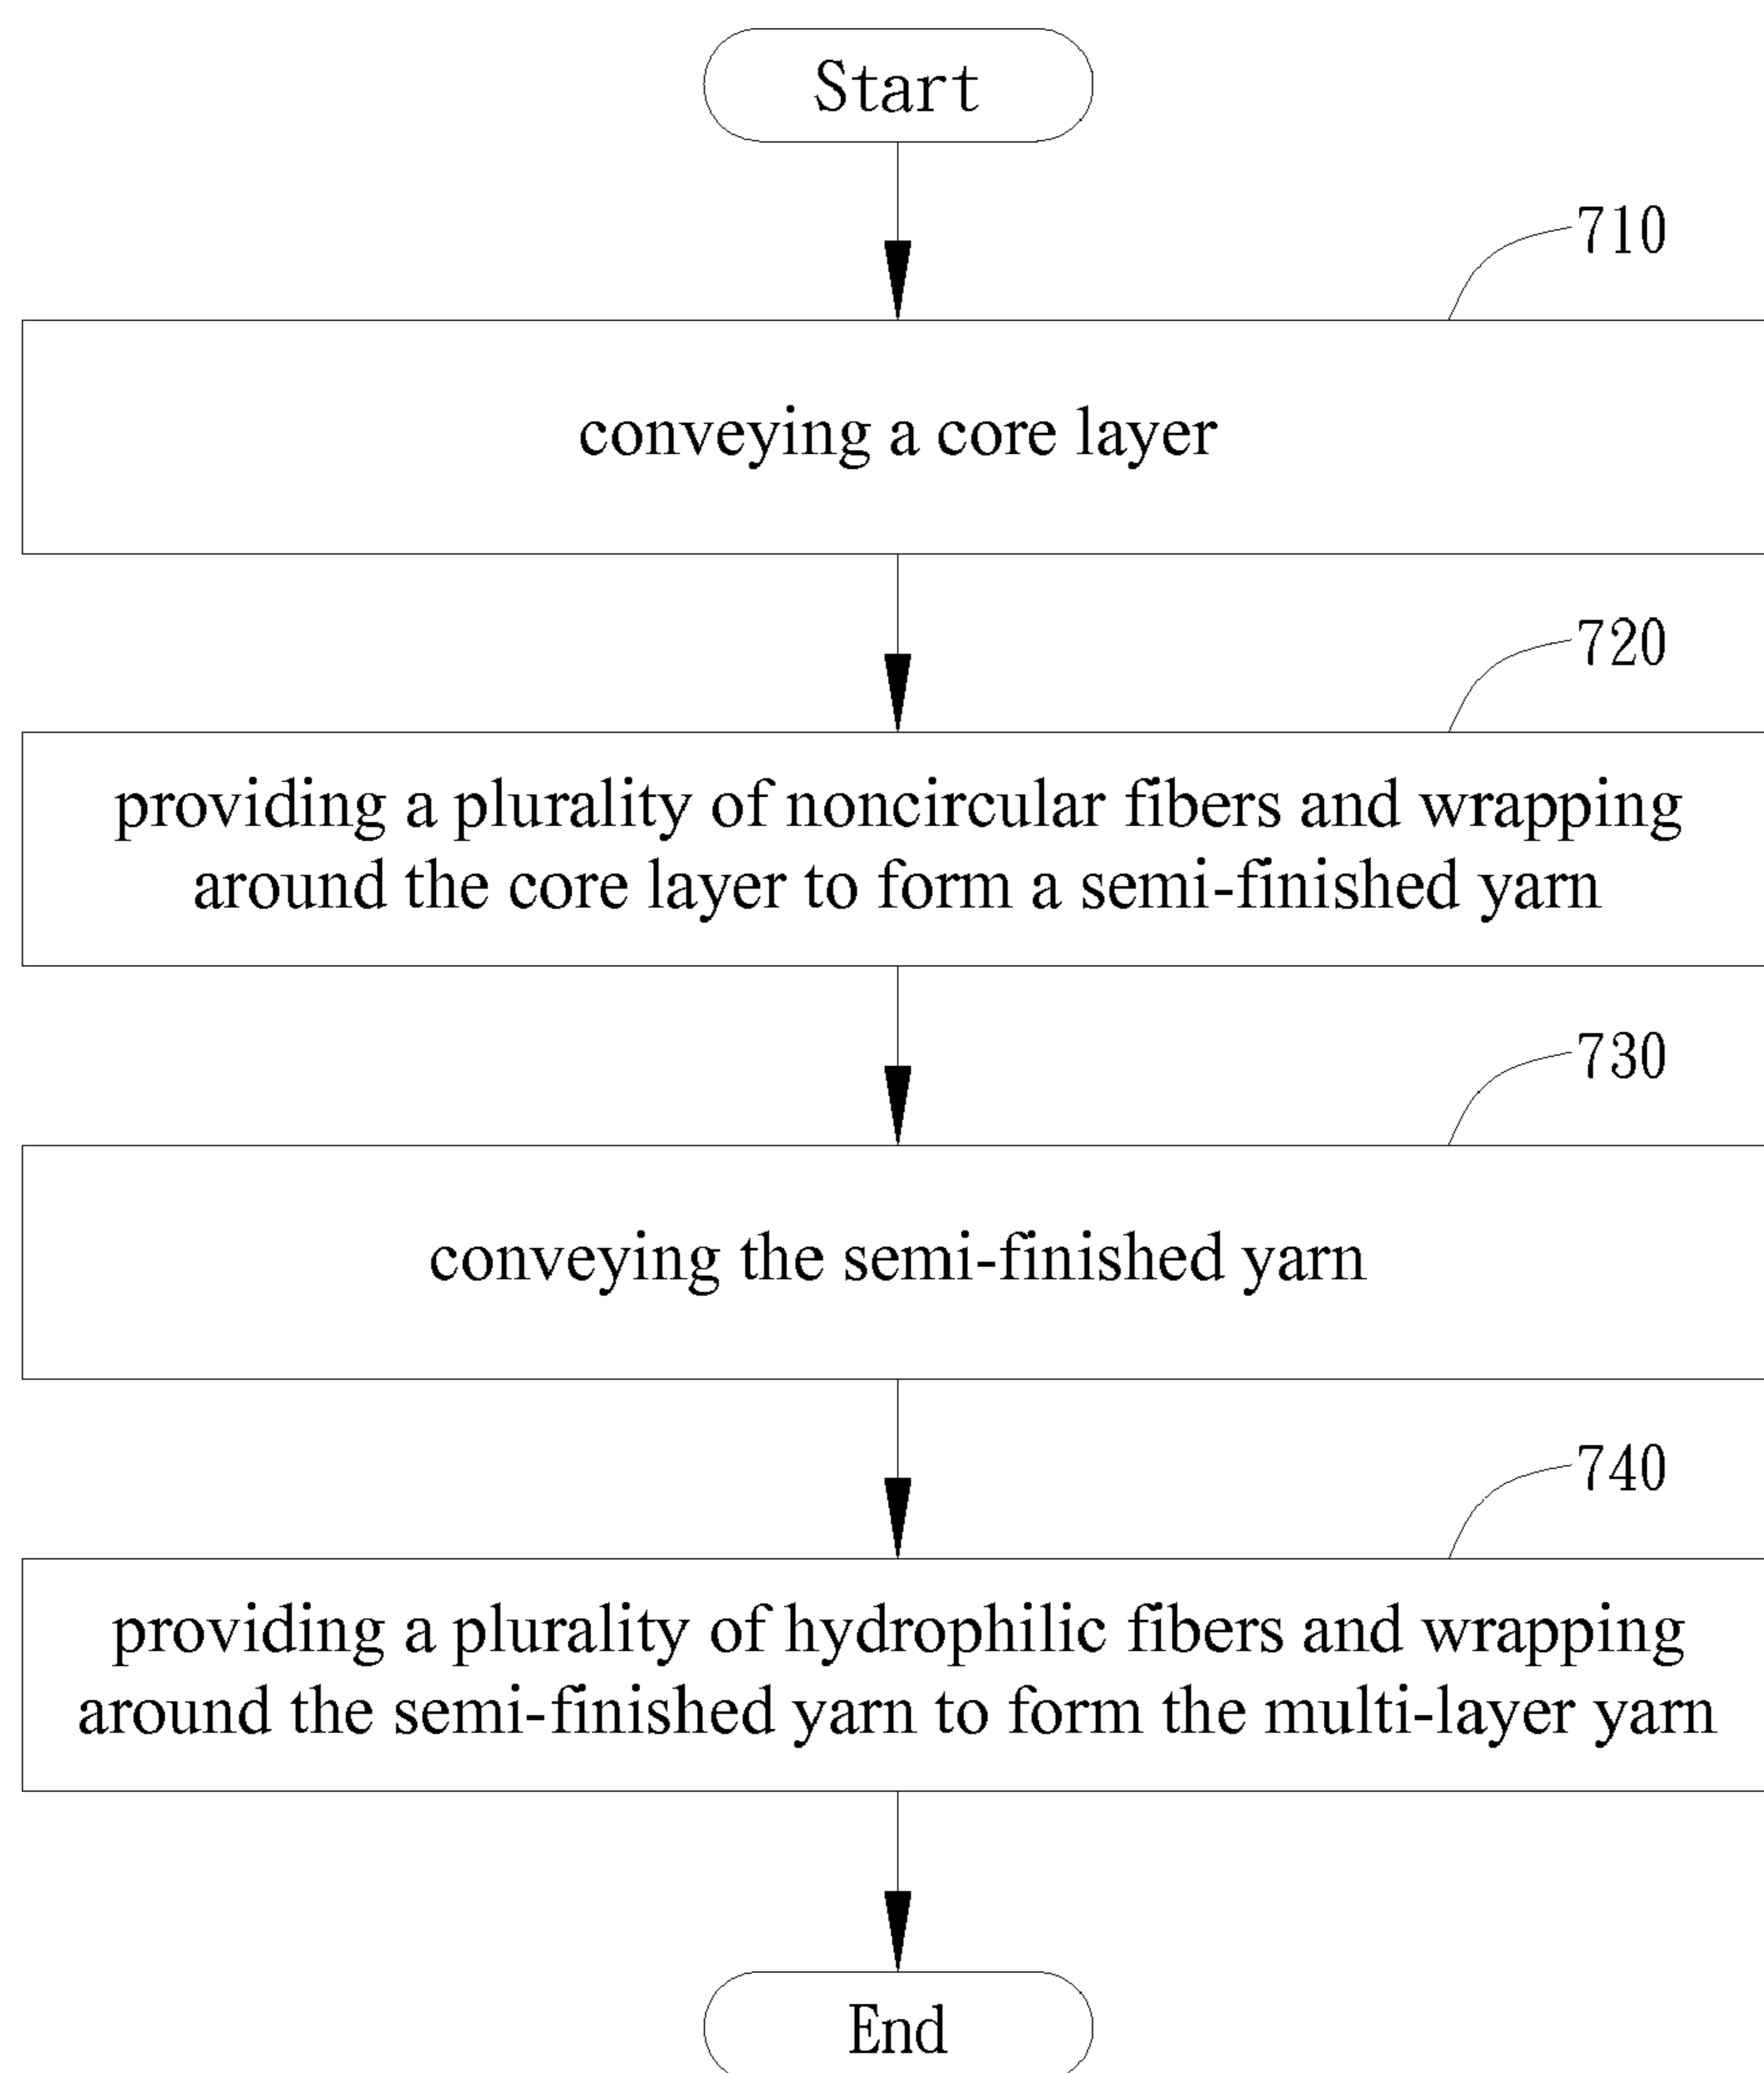 Start
710
conveying a core layer
720
providing a plurality of noncircular fibers and wrapping
around the core layer to form a semi-finished yarn
730
conveying the semi-finished yarn
740
providing a plurality of hydrophilic fibers and wrapping
around the semi-finished yarn to form the multi-layer yarn
End